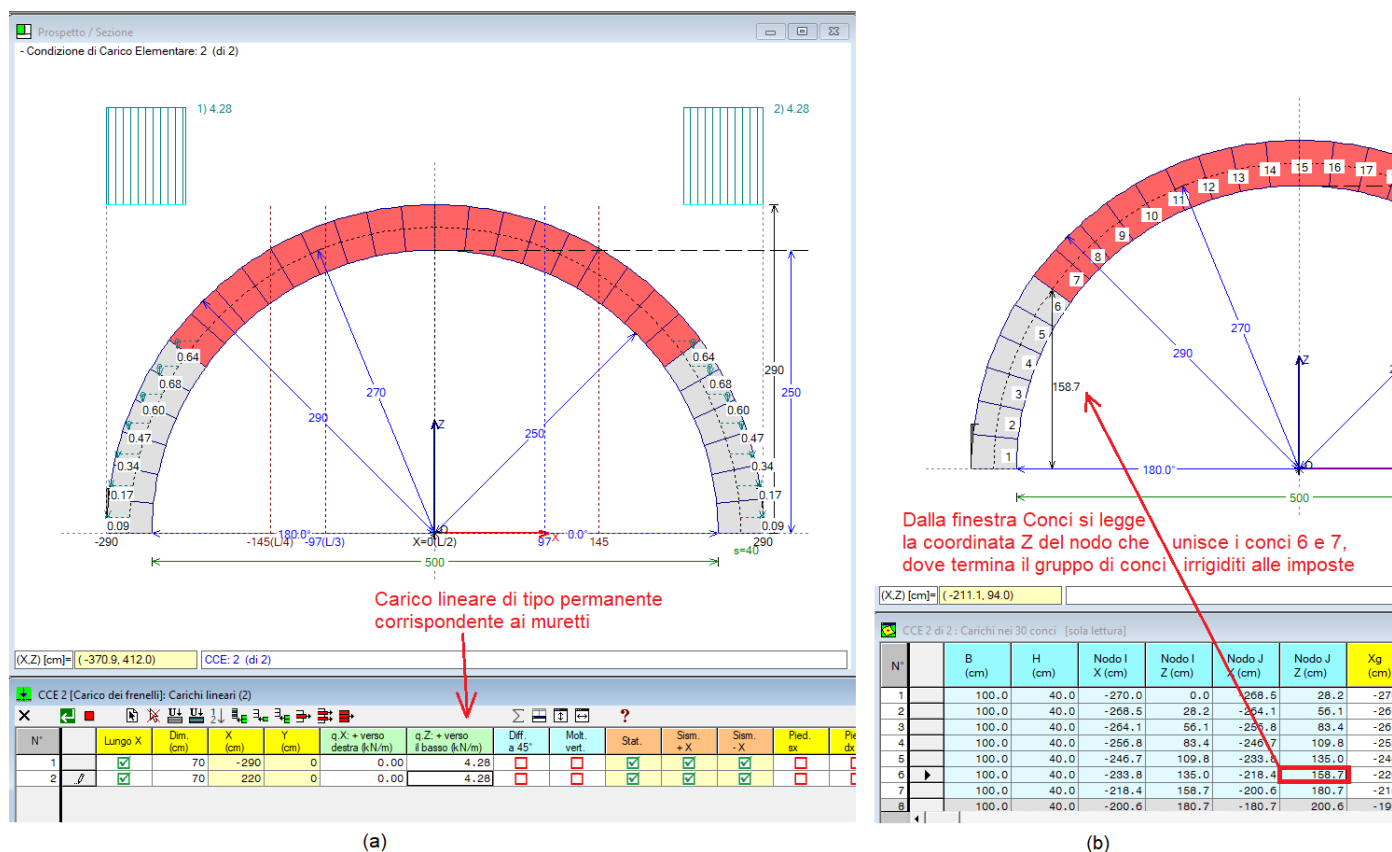 Prospetto / Sezione
- Condizione di Carico Elementare: 2 (di 2)
1) 4.28
2) 4.28
0.64
0.68
0.60
0.47
0.34
0.17
0.09
290
270
250
Z
0.64
0.68
0.60
0.47
0.34
0.17
0.09
290
250
-290
180.0°
-145(L/4)
-97(L/3)
X=0(L/2)
97
X
0.0°
145
290
s=40
500
Carico lineare di tipo permanente
corrispondente ai muretti
(X,Z) [cm]= ( -370.9, 412.0) CCE: 2 (di 2)
CCE 2 [Carico dei frenelli]: Carichi lineari (2)
N° Lungo X Dim. (cm) X (cm) Y (cm) q.X: + verso destra (kN/m) q.Z: + verso il basso (kN/m) Diff. a 45° Molt. vert. Stat. Sism. + X Sism. - X Pied. sx
1 70 -290 0 0.00 4.28
2 70 220 0 0.00 4.28
(a)
1 2 3 4 5 6 7 8 9 10 11 12 13 14 15 16 17
270
290
Z
158.7
180.0°
500
Dalla finestra Conci si legge
la coordinata Z del nodo che unisce i conci 6 e 7,
dove termina il gruppo di conci irrigiditi alle imposte
(X,Z) [cm]= ( -211.1, 94.0)
CCE 2 di 2 : Carichi nei 30 conci [sola lettura]
N° B (cm) H (cm) Nodo I X (cm) Nodo I Z (cm) Nodo J X (cm) Nodo J Z (cm) Xg (cm)
1 100.0 40.0 -270.0 0.0 -268.5 28.2
2 100.0 40.0 -268.5 28.2 -264.1 56.1
3 100.0 40.0 -264.1 56.1 -256.8 83.4
4 100.0 40.0 -256.8 83.4 -246.7 109.8
5 100.0 40.0 -246.7 109.8 -233.8 135.0
6 100.0 40.0 -233.8 135.0 -218.4 158.7
7 100.0 40.0 -218.4 158.7 -200.6 180.7
8 100.0 40.0 -200.6 180.7 -180.7 200.6
(b)